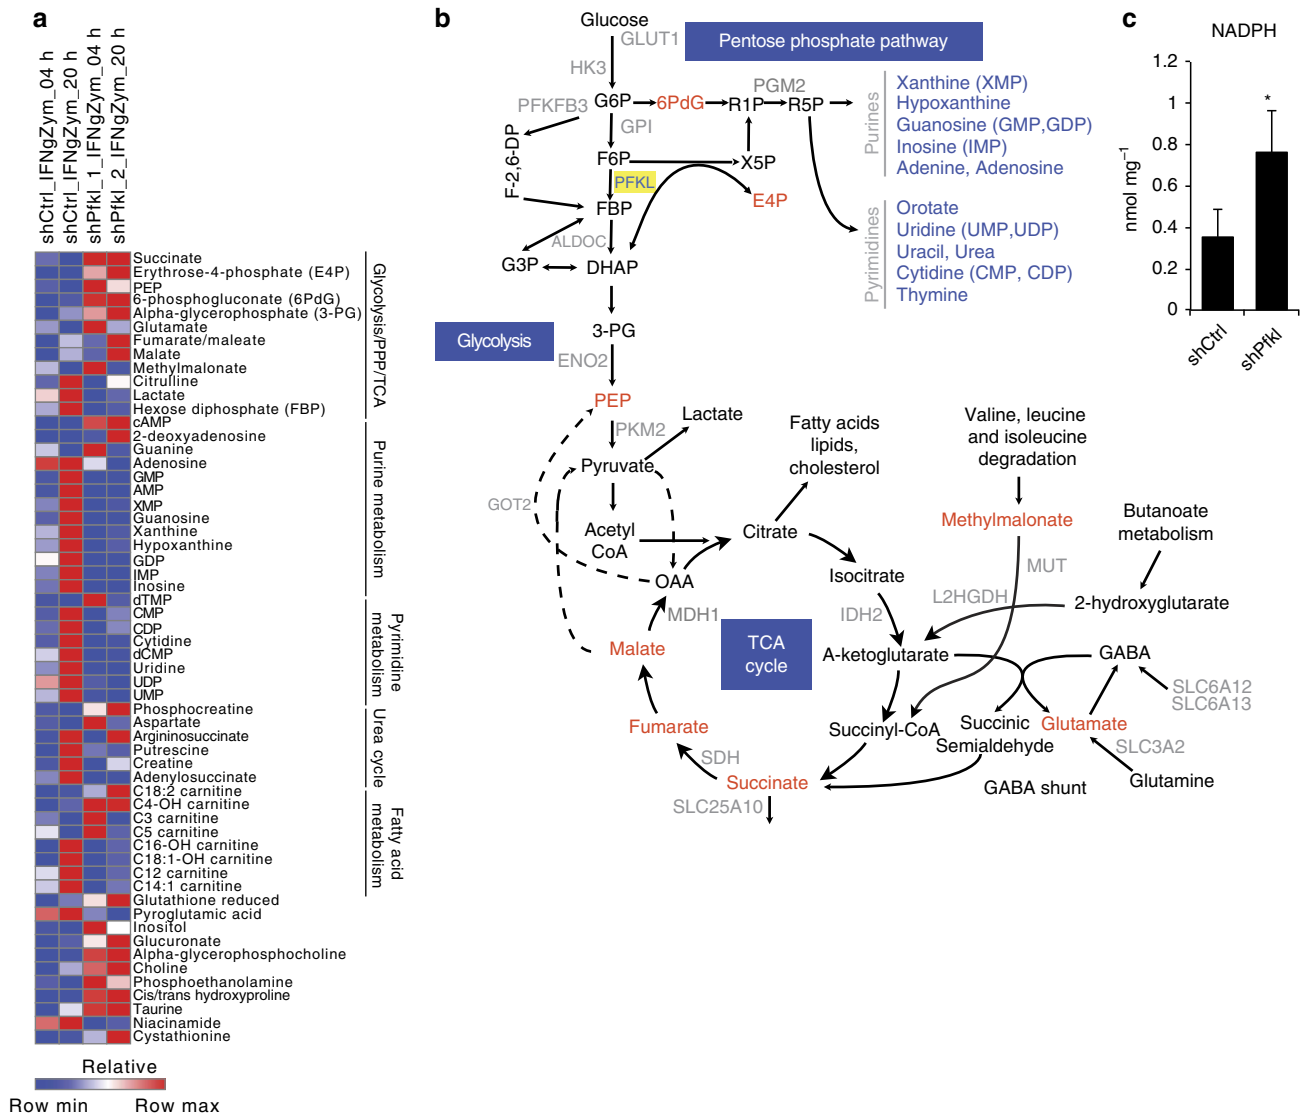 a
shCtrl_IFNgZym_04 h
shCtrl_IFNgZym_20 h
shPfkl_1_IFNgZym_04 h
shPfkl_2_IFNgZym_20 h
Succinate
Erythrose-4-phosphate (E4P)
PEP
6-phosphogluconate (6PdG)
Alpha-glycerophosphate (3-PG)
Glutamate
Fumarate/maleate
Malate
Methylmalonate
Citrulline
Lactate
Hexose diphosphate (FBP)
cAMP
2-deoxyadenosine
Guanine
Adenosine
GMP
AMP
XMP
Guanosine
Xanthine
Hypoxanthine
GDP
IMP
Inosine
dTMP
CMP
CDP
Cytidine
dCMP
Uridine
UDP
UMP
Phosphocreatine
Aspartate
Argininosuccinate
Putrescine
Creatine
Adenylosuccinate
C18:2 carnitine
C4-OH carnitine
C3 carnitine
C5 carnitine
C16-OH carnitine
C18:1-OH carnitine
C12 carnitine
C14:1 carnitine
Glutathione reduced
Pyroglutamic acid
Inositol
Glucuronate
Alpha-glycerophosphocholine
Choline
Phosphoethanolamine
Cis/trans hydroxyproline
Taurine
Niacinamide
Cystathionine
Glycolysis/PPP/TCA
Purine metabolism
Pyrimidine
metabolism
Urea cycle
Fatty acid
metabolism
Relative
Row min
Row max
b
Glucose
GLUT1
Pentose phosphate pathway
HK3
PFKFB3
G6P
6PdG
R1P
PGM2
R5P
GPI
F-2,6-DP
F6P
X5P
PFKL
E4P
FBP
ALDOC
G3P
DHAP
Purines
Xanthine (XMP)
Hypoxanthine
Guanosine (GMP,GDP)
Inosine (IMP)
Adenine, Adenosine
Pyrimidines
Orotate
Uridine (UMP,UDP)
Uracil, Urea
Cytidine (CMP, CDP)
Thymine
3-PG
Glycolysis
ENO2
PEP
PKM2
Lactate
Pyruvate
GOT2
Acetyl
CoA
OAA
MDH1
Fatty acids
lipids,
cholesterol
Citrate
Isocitrate
IDH2
TCA
cycle
A-ketoglutarate
Malate
Fumarate
SDH
Succinate
SLC25A10
Succinyl-CoA
Valine, leucine
and isoleucine
degradation
Methylmalonate
MUT
Butanoate
metabolism
L2HGDH
2-hydroxyglutarate
GABA
SLC6A12
SLC6A13
Succinic
Semialdehyde
Glutamate
SLC3A2
Glutamine
GABA shunt
c
NADPH
nmol mg⁻¹
1.2
1
0.8
0.6
0.4
0.2
0
*
shCtrl
shPfkl